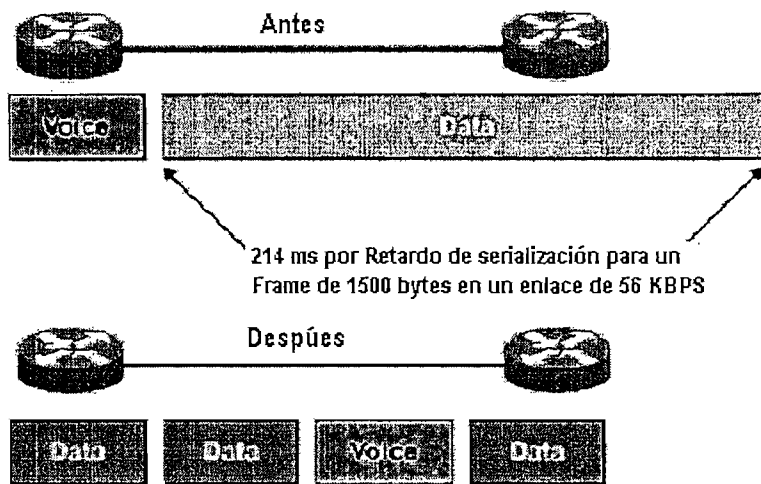 Antes
Voice Data
214 ms por Retardo de serialización para un
Frame de 1500 bytes en un enlace de 56 KBPS
Despúes
Data Data Voice Data